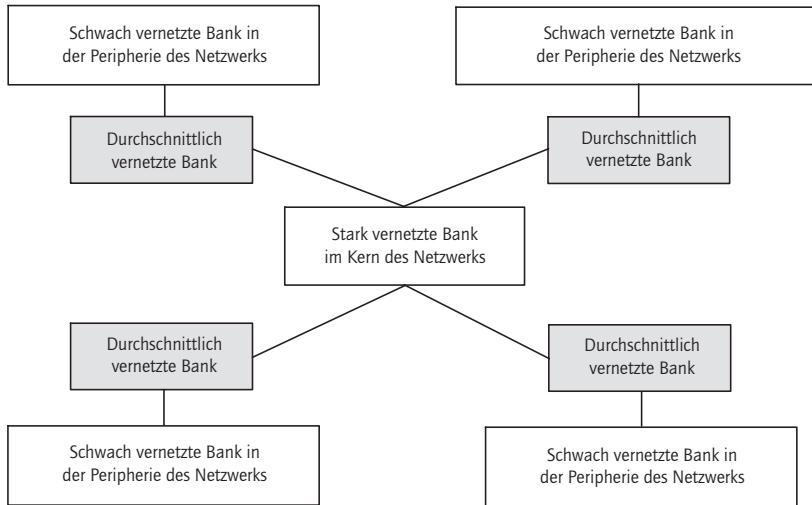 Schwach vernetzte Bank in
der Peripherie des Netzwerks
Schwach vernetzte Bank in
der Peripherie des Netzwerks
Durchschnittlich
vernetzte Bank
Durchschnittlich
vernetzte Bank
Stark vernetzte Bank
im Kern des Netzwerks
Durchschnittlich
vernetzte Bank
Durchschnittlich
vernetzte Bank
Schwach vernetzte Bank in
der Peripherie des Netzwerks
Schwach vernetzte Bank in
der Peripherie des Netzwerks